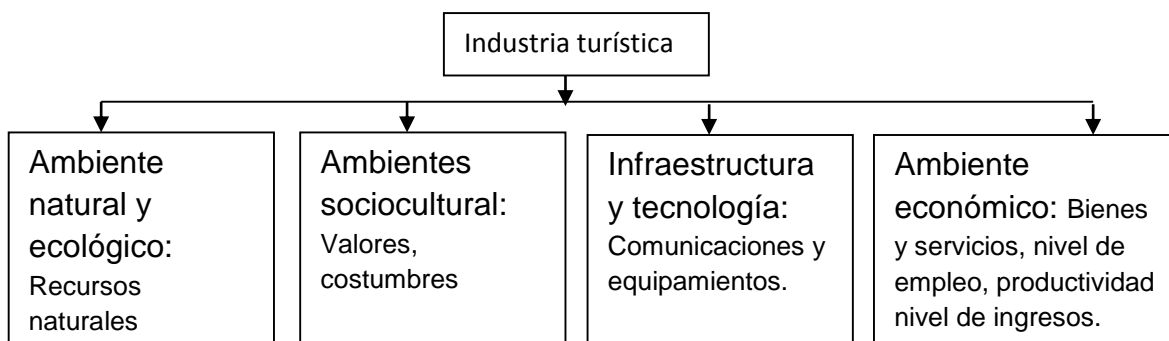 Industria turística
Ambiente
natural y
ecológico:
Recursos
naturales
Ambientes
sociocultural:
Valores,
costumbres
Infraestructura
y tecnología:
Comunicaciones y
equipamientos.
Ambiente
económico: Bienes
y servicios, nivel de
empleo, productividad
nivel de ingresos.